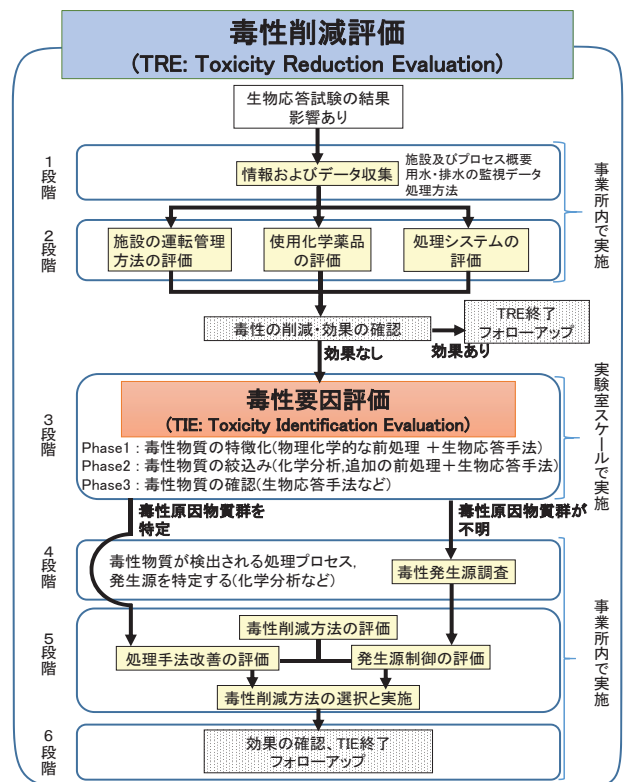 毒性削減評価
(TRE: Toxicity Reduction Evaluation)
生物応答試験の結果
影響あり
1段階
情報およびデータ収集
施設及びプロセス概要
用水・排水の監視データ
処理方法
事業所内で実施
2段階
施設の運転管理
方法の評価
使用化学薬品
の評価
処理システムの
評価
毒性の削減・効果の確認
TRE終了
フォローアップ
効果なし
効果あり
3段階
毒性要因評価
(TIE: Toxicity Identification Evaluation)
Phase1：毒性物質の特徴化(物理化学的な前処理 ＋生物応答手法)
Phase2：毒性物質の絞込み(化学分析,追加の前処理＋生物応答手法)
Phase3：毒性物質の確認(生物応答手法など)
実験室スケールで実施
毒性原因物質群を
特定
毒性原因物質群が
不明
4段階
毒性物質が検出される処理プロセス,
発生源を特定する(化学分析など)
毒性発生源調査
5段階
毒性削減方法の評価
処理手法改善の評価
発生源制御の評価
毒性削減方法の選択と実施
事業所内で実施
6段階
効果の確認、TIE終了
フォローアップ